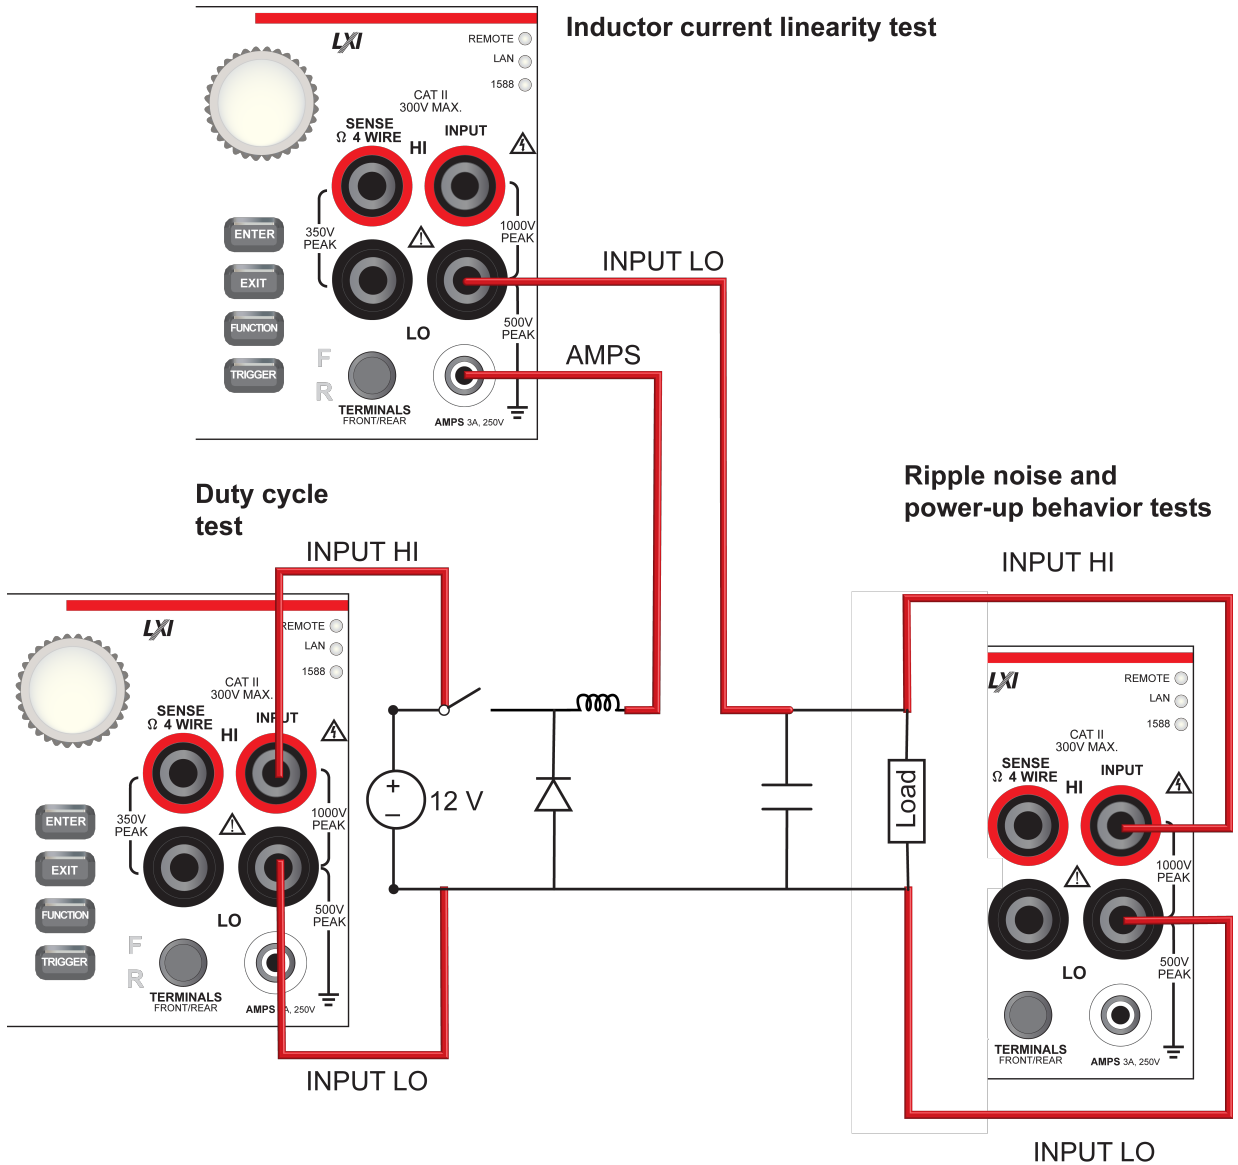 Inductor current linearity test
LXI
REMOTE
LAN
1588
CAT II
300V MAX.
SENSE
Ω 4 WIRE
HI
INPUT
350V
PEAK
1000V
PEAK
ENTER
EXIT
FUNCTION
TRIGGER
LO
500V
PEAK
F
R
TERMINALS
FRONT/REAR
AMPS 3A, 250V
INPUT LO
AMPS
Duty cycle
test
INPUT HI
LXI
REMOTE
LAN
1588
CAT II
300V MAX.
SENSE
Ω 4 WIRE
HI
INPUT
350V
PEAK
1000V
PEAK
ENTER
EXIT
FUNCTION
TRIGGER
LO
500V
PEAK
F
R
TERMINALS
FRONT/REAR
AMPS A, 250V
INPUT LO
+
−
12 V
Load
Ripple noise and
power-up behavior tests
INPUT HI
LXI
REMOTE
LAN
1588
CAT II
300V MAX.
SENSE
Ω 4 WIRE
HI
INPUT
1000V
PEAK
LO
500V
PEAK
TERMINALS
FRONT/REAR
AMPS 3A, 250V
INPUT LO